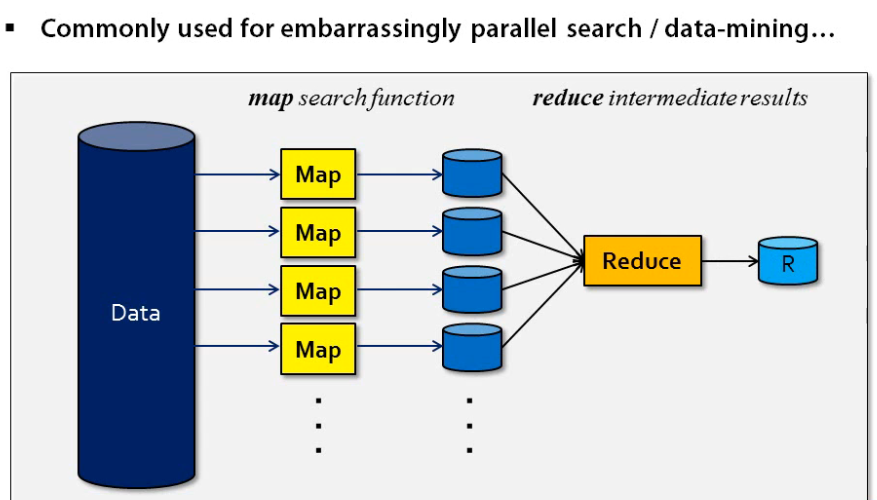 ▪ Commonly used for embarrassingly parallel search / data-mining…
map search function reduce intermediate results
Map
Map
Reduce
R
Map
Data
Map